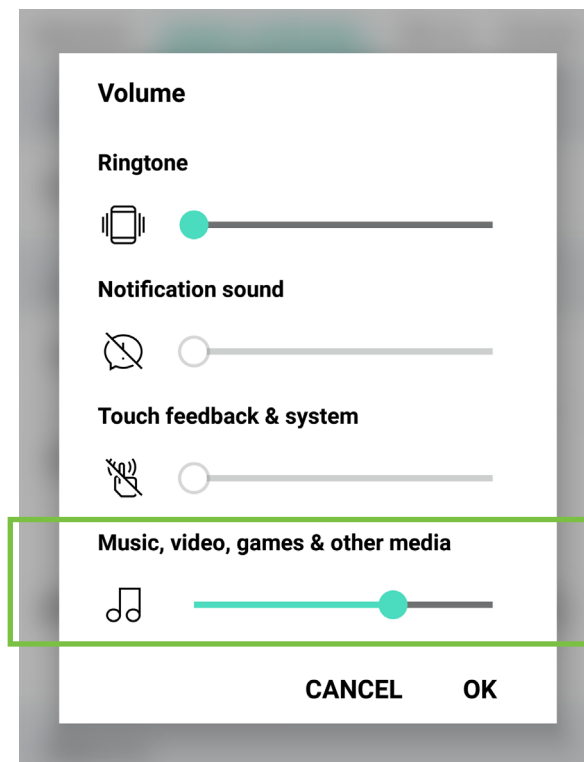 Volume
Ringtone
Notification sound
Touch feedback & system
Music, video, games & other media
CANCEL OK